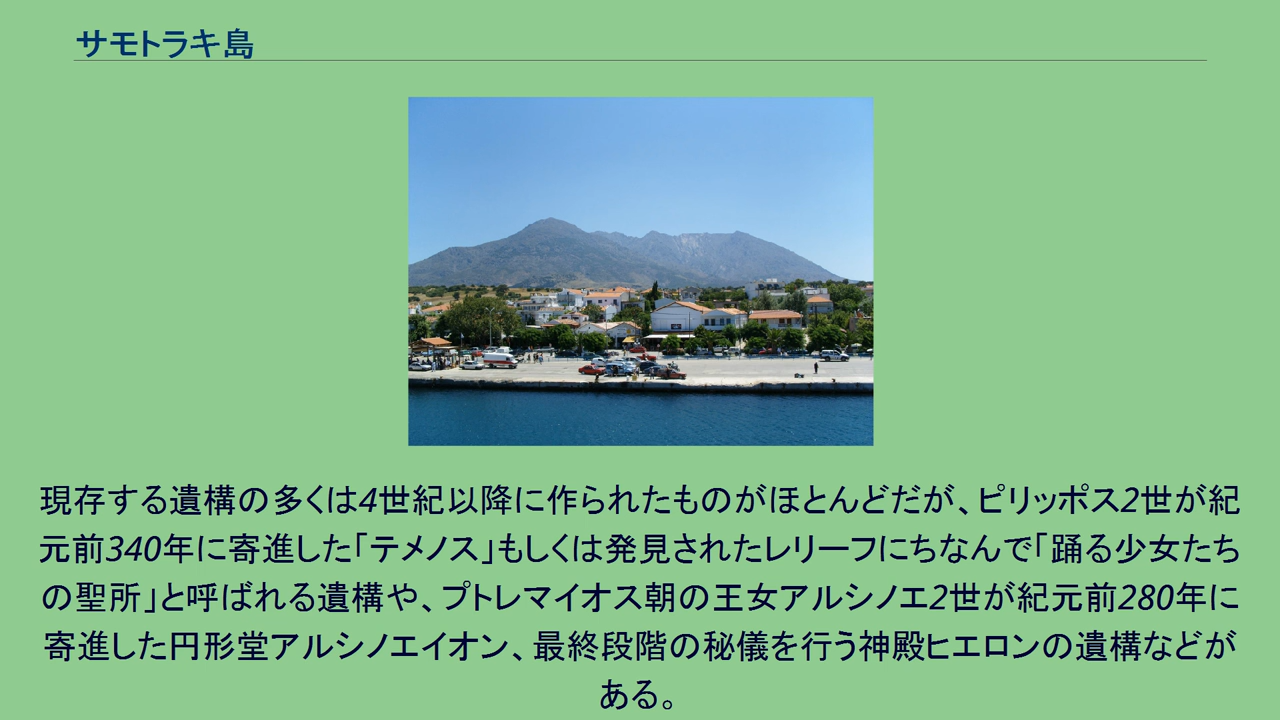 サモトラキ島
現存する遺構の多くは4世紀以降に作られたものがほとんどだが、ピリッポス2世が紀
元前340年に寄進した「テメノス」もしくは発見されたレリーフにちなんで「踊る少女たち
の聖所」と呼ばれる遺構や、プトレマイオス朝の王女アルシノエ2世が紀元前280年に
寄進した円形堂アルシノエイオン、最終段階の秘儀を行う神殿ヒエロンの遺構などが
ある。